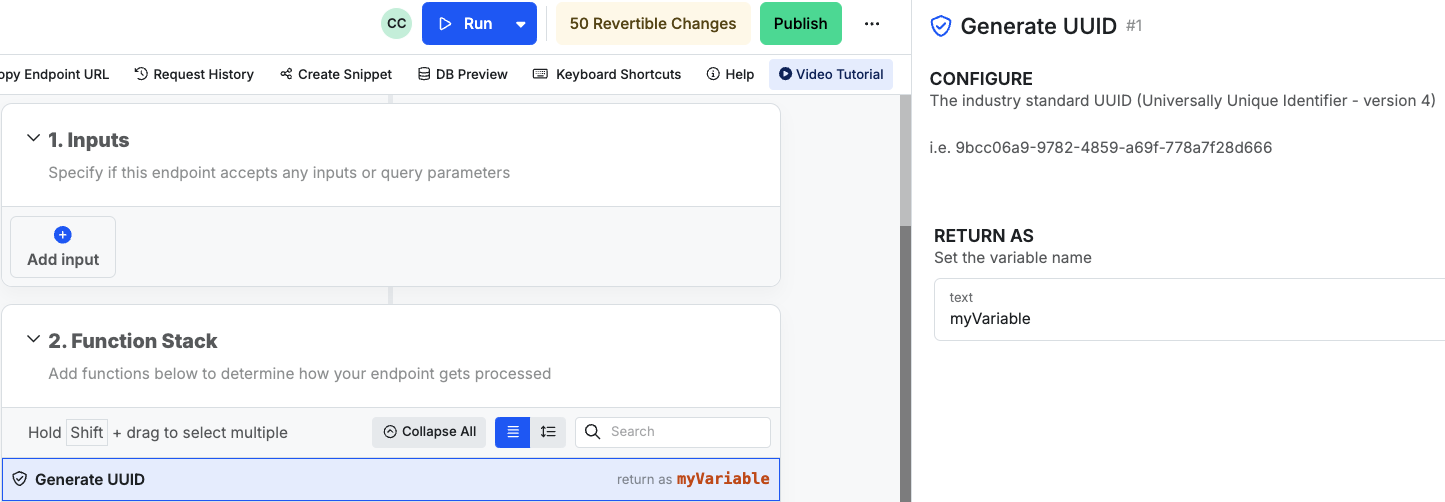 CC
Run
50 Revertible Changes
Publish
opy Endpoint URL
Request History
Create Snippet
DB Preview
Keyboard Shortcuts
Help
Video Tutorial
1. Inputs
Specify if this endpoint accepts any inputs or query parameters
Add input
2. Function Stack
Add functions below to determine how your endpoint gets processed
Hold Shift + drag to select multiple
Collapse All
Search
Generate UUID
return as myVariable
Generate UUID #1
CONFIGURE
The industry standard UUID (Universally Unique Identifier - version 4)
i.e. 9bcc06a9-9782-4859-a69f-778a7f28d666
RETURN AS
Set the variable name
text
myVariable